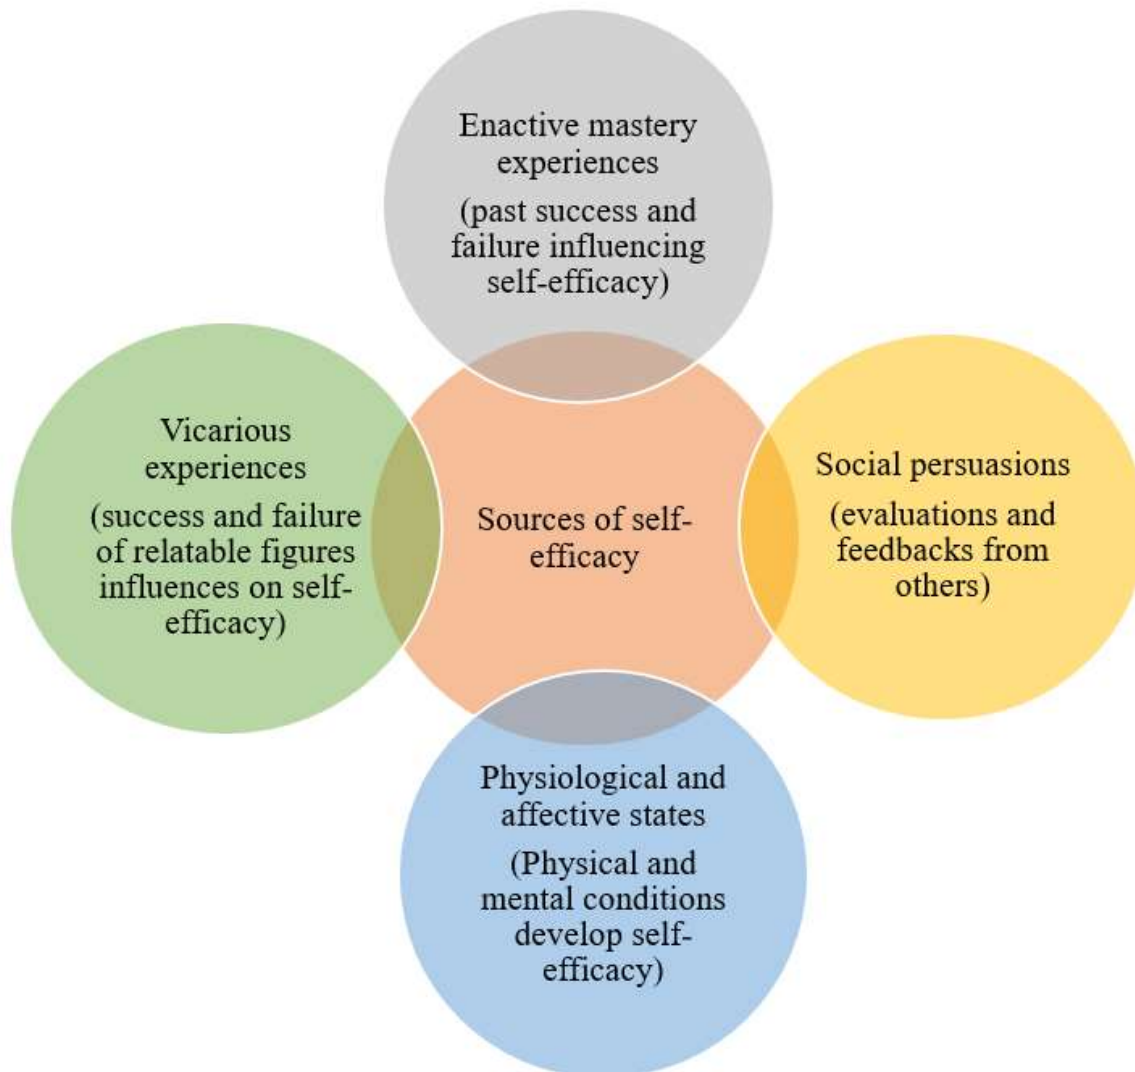 Enactive mastery
experiences
(past success and
failure influencing
self-efficacy)
Vicarious
experiences
(success and failure
of relatable figures
influences on self-
efficacy)
Sources of self-
efficacy
Social persuasions
(evaluations and
feedbacks from
others)
Physiological and
affective states
(Physical and
mental conditions
develop self-
efficacy)